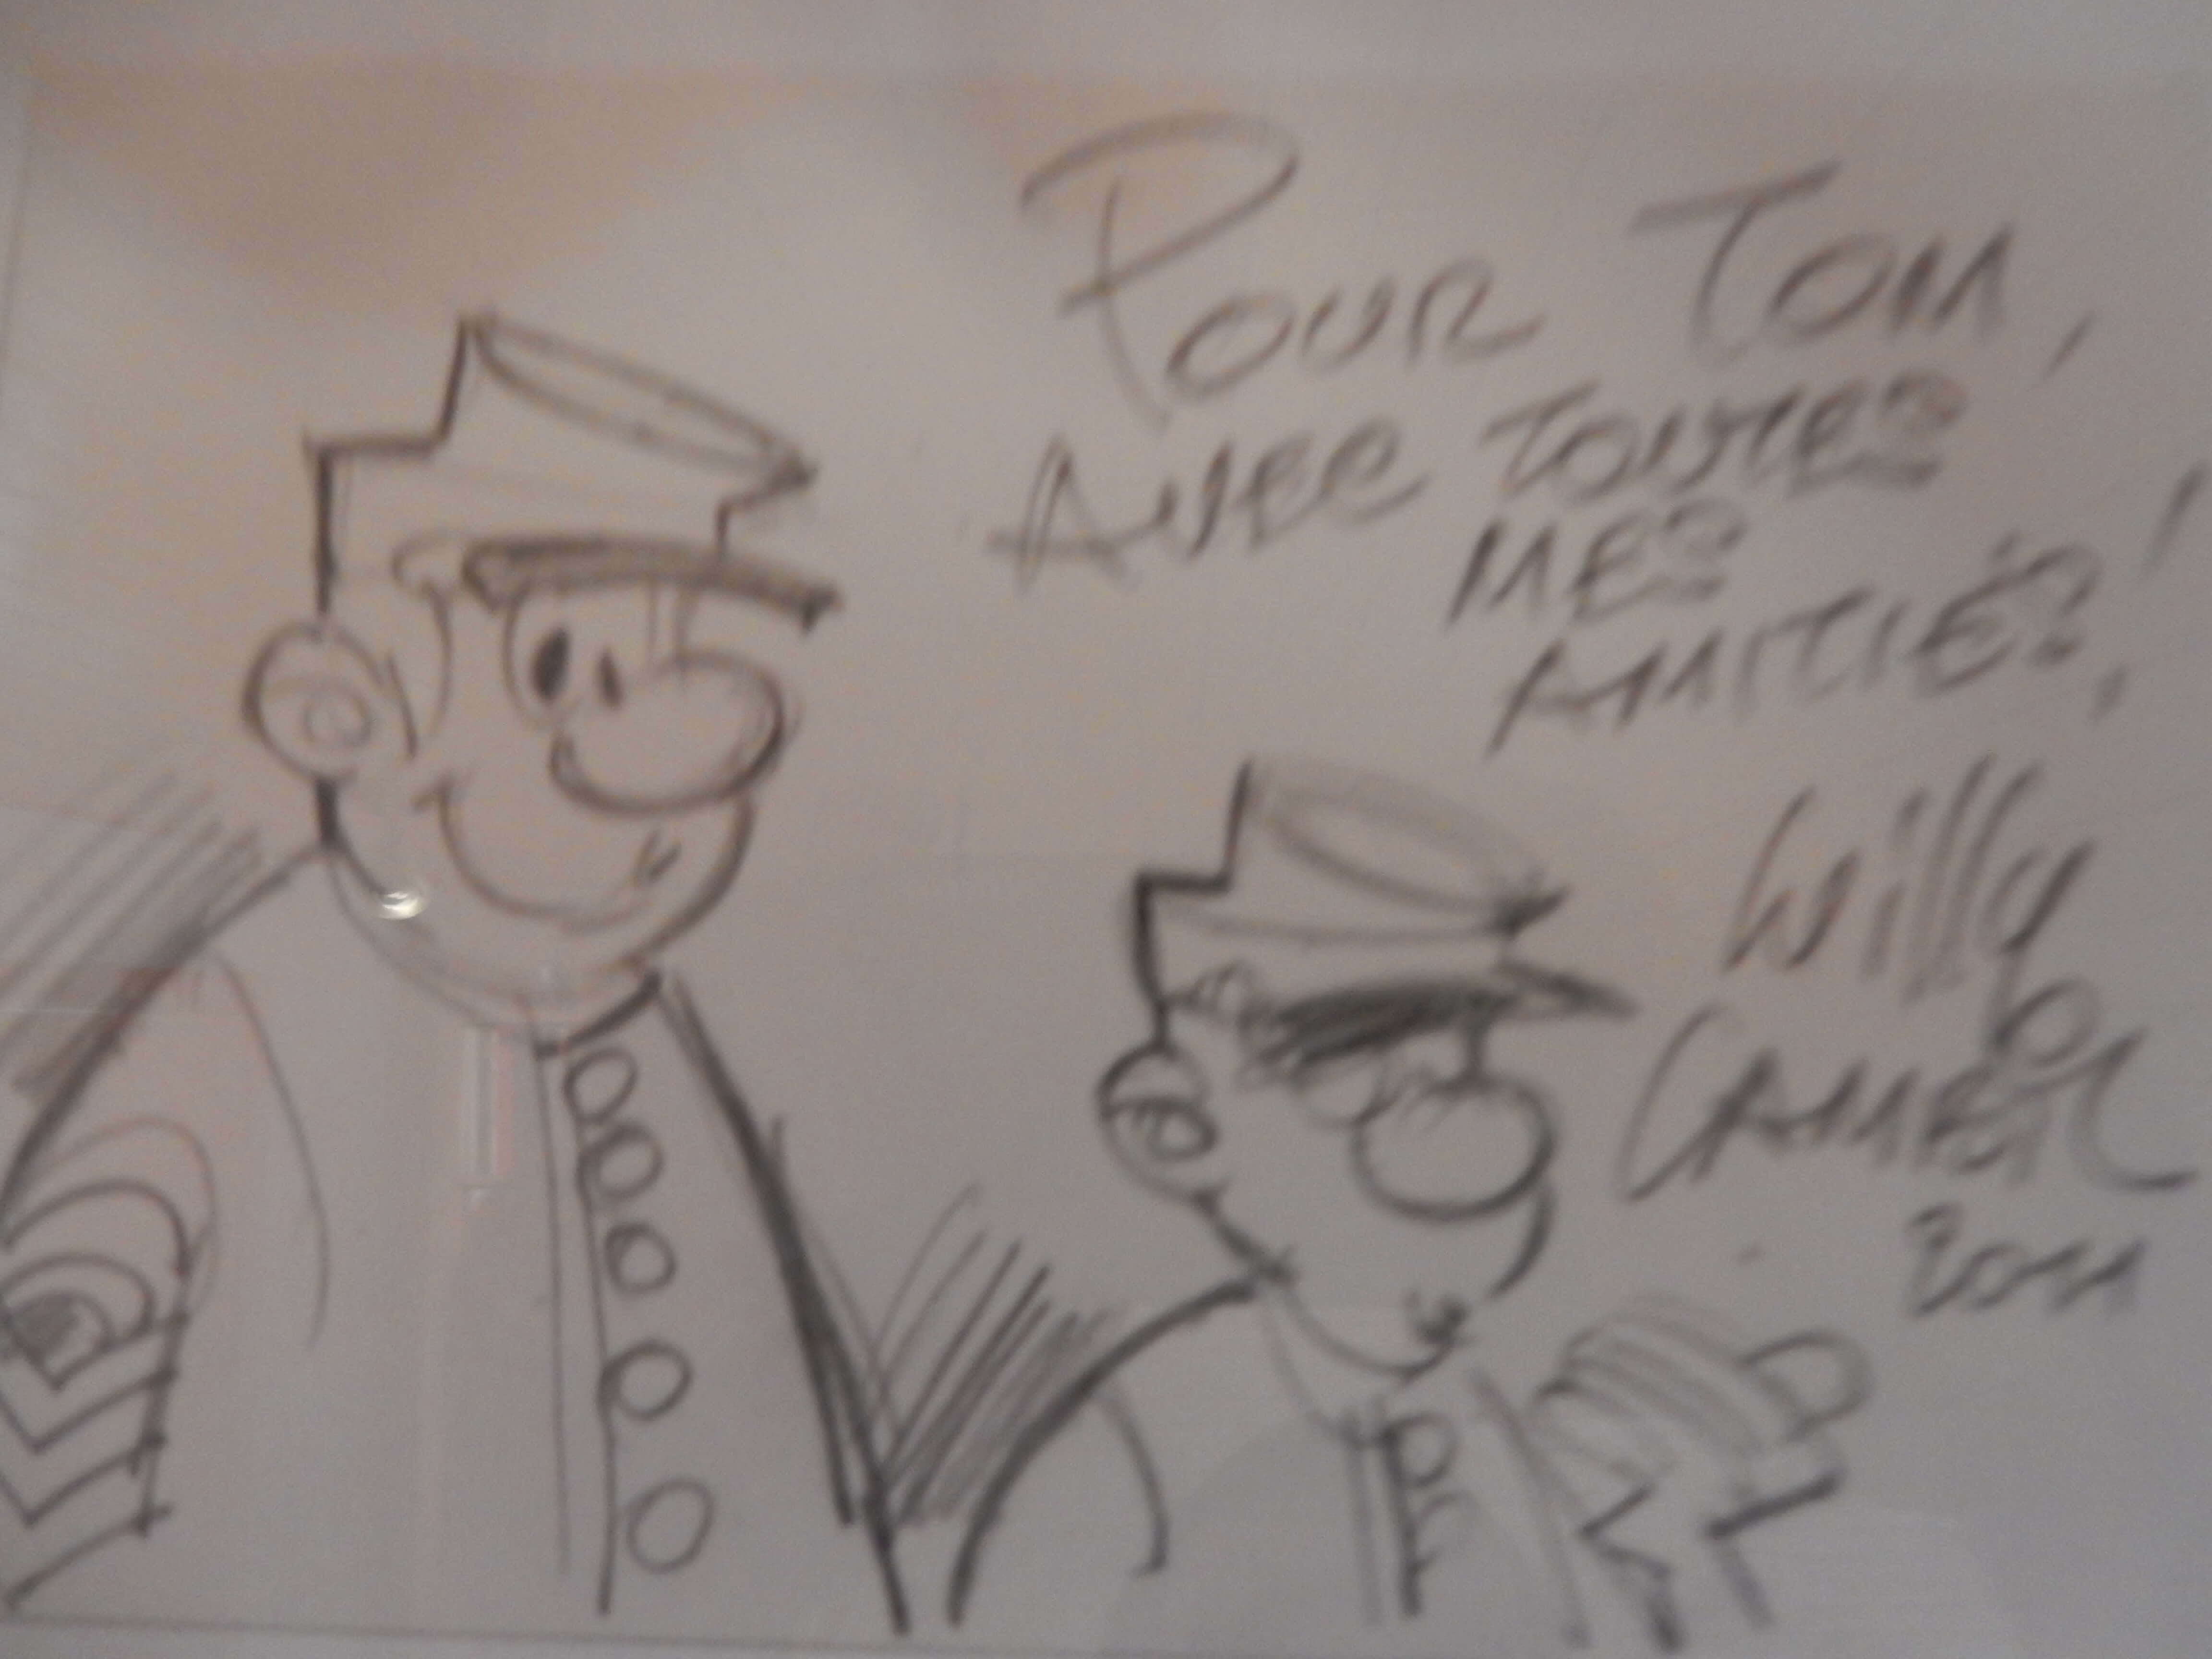 POUR TOM,
AVEC TOUTES
MES
AMITIÉS!
Willy
LAMBIL
2011